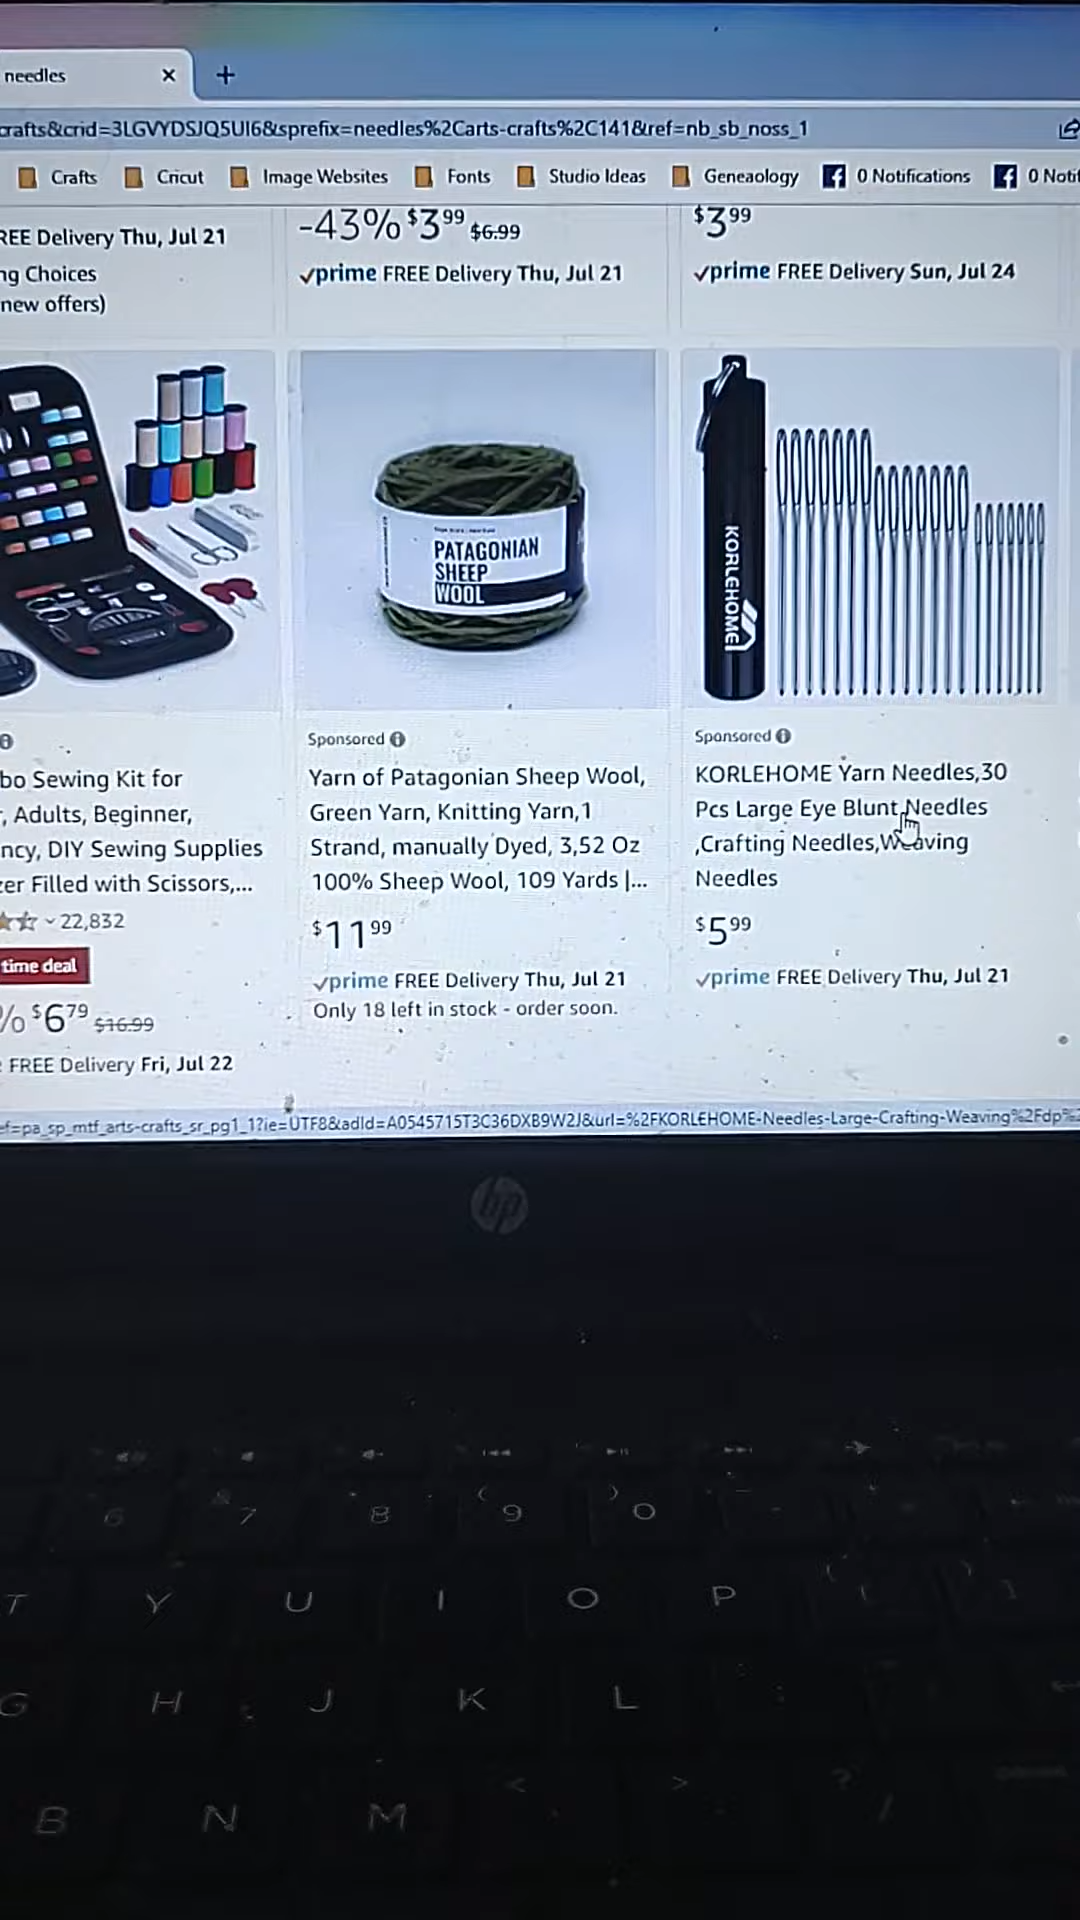 needles
crafts&crid=3LGVYDSJQ5UI6&sprefix=needles%2Carts-crafts%2C141&ref=nb_sb_noss_1
Crafts Cricut Image Websites Fonts Studio Ideas Geneaology 0 Notifications 0 Notif
REE Delivery Thu, Jul 21
ng Choices
new offers)
-43% $3 99 $6.99
✓prime FREE Delivery Thu, Jul 21
$3 99
✓prime FREE Delivery Sun, Jul 24
PATAGONIAN
SHEEP
WOOL
KORLEHOME
bo Sewing Kit for
, Adults, Beginner,
ncy, DIY Sewing Supplies
zer Filled with Scissors,...
22,832
time deal
% $6 79 $16.99
FREE Delivery Fri, Jul 22
Sponsored
Yarn of Patagonian Sheep Wool,
Green Yarn, Knitting Yarn,1
Strand, manually Dyed, 3,52 Oz
100% Sheep Wool, 109 Yards |...
$11 99
✓prime FREE Delivery Thu, Jul 21
Only 18 left in stock - order soon.
Sponsored
KORLEHOME Yarn Needles,30
Pcs Large Eye Blunt Needles
,Crafting Needles,Weaving
Needles
$5 99
✓prime FREE Delivery Thu, Jul 21
ef=pa_sp_mtf_arts-crafts_sr_pg1_1?ie=UTF8&adId=A0545715T3C36DXB9W2J&url=%2FKORLEHOME-Needles-Large-Crafting-Weaving%2Fdp%2
hp
6 7 8 ( 9 ) 0
T Y U I O P
G H J K L
B N M < > ? /